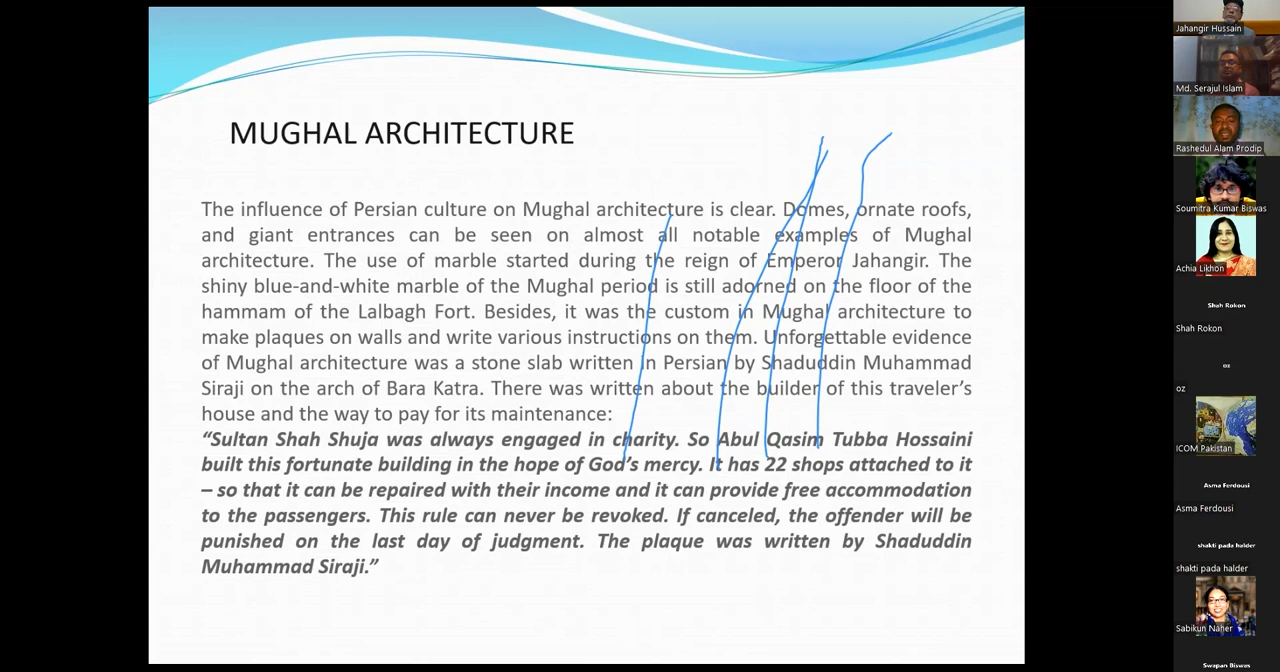 MUGHAL ARCHITECTURE
The influence of Persian culture on Mughal architecture is clear. Domes, ornate roofs,
and giant entrances can be seen on almost all notable examples of Mughal
architecture. The use of marble started during the reign of Emperor Jahangir. The
shiny blue-and-white marble of the Mughal period is still adorned on the floor of the
hammam of the Lalbagh Fort. Besides, it was the custom in Mughal architecture to
make plaques on walls and write various instructions on them. Unforgettable evidence
of Mughal architecture was a stone slab written in Persian by Shaduddin Muhammad
Siraji on the arch of Bara Katra. There was written about the builder of this traveler’s
house and the way to pay for its maintenance:
“Sultan Shah Shuja was always engaged in charity. So Abul Qasim Tubba Hossaini
built this fortunate building in the hope of God’s mercy. It has 22 shops attached to it
– so that it can be repaired with their income and it can provide free accommodation
to the passengers. This rule can never be revoked. If canceled, the offender will be
punished on the last day of judgment. The plaque was written by Shaduddin
Muhammad Siraji.”
Jahangir Hussain
Md. Serajul Islam
Rashedul Alam Prodip
Soumitra Kumar Biswas
Achia Likhon
Shah Rokon
Shah Rokon
oz
oz
ICOM Pakistan
Asma Ferdousi
Asma Ferdousi
shakti pada halder
shakti pada halder
Sabikun Naher
Swapan Biswas